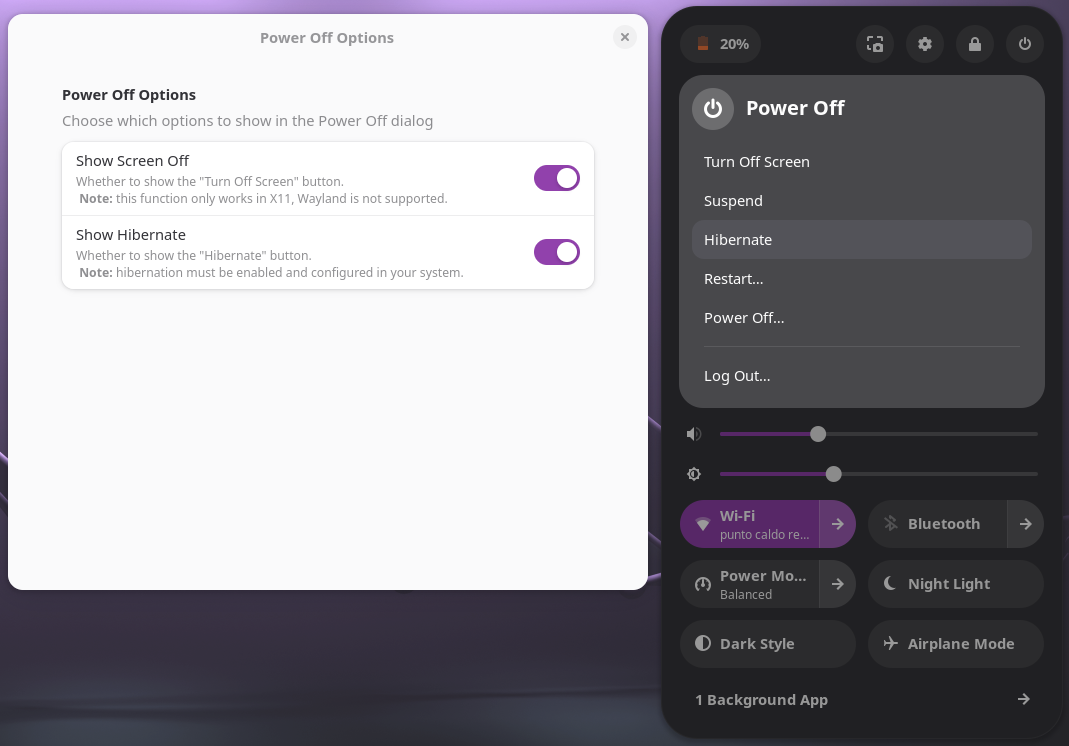 Power Off Options
Power Off Options
Choose which options to show in the Power Off dialog
Show Screen Off
Whether to show the "Turn Off Screen" button.
Note: this function only works in X11, Wayland is not supported.
Show Hibernate
Whether to show the "Hibernate" button.
Note: hibernation must be enabled and configured in your system.
20%
Power Off
Turn Off Screen
Suspend
Hibernate
Restart...
Power Off...
Log Out...
Wi-Fi
punto caldo re...
Bluetooth
Power Mo...
Balanced
Night Light
Dark Style
Airplane Mode
1 Background App